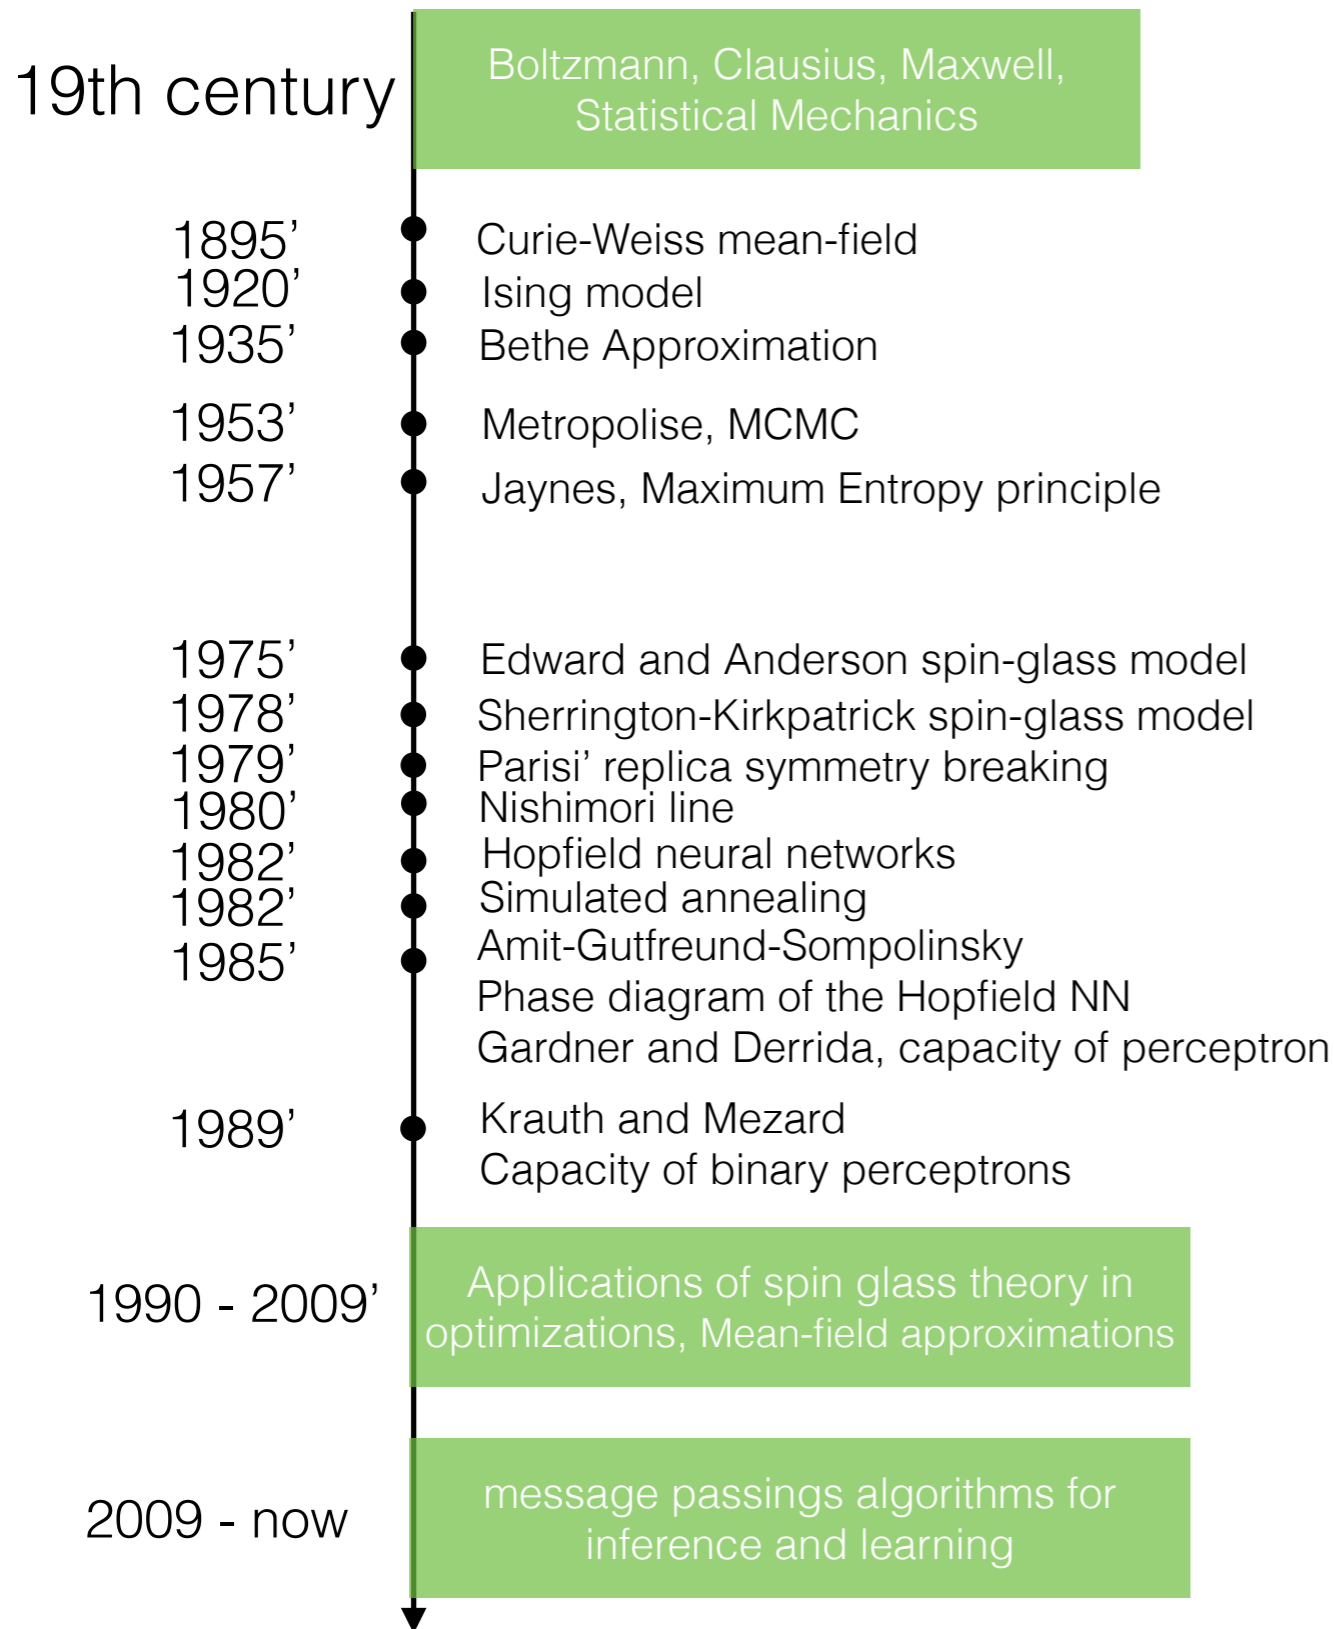 19th century
Boltzmann, Clausius, Maxwell,
Statistical Mechanics
1895’
Curie-Weiss mean-field
1920’
Ising model
1935’
Bethe Approximation
1953’
Metropolise, MCMC
1957’
Jaynes, Maximum Entropy principle
1975’
Edward and Anderson spin-glass model
1978’
Sherrington-Kirkpatrick spin-glass model
1979’
Parisi’ replica symmetry breaking
1980’
Nishimori line
1982’
Hopfield neural networks
1982’
Simulated annealing
1985’
Amit-Gutfreund-Sompolinsky
Phase diagram of the Hopfield NN
Gardner and Derrida, capacity of perceptron
1989’
Krauth and Mezard
Capacity of binary perceptrons
1990 - 2009’
Applications of spin glass theory in
optimizations, Mean-field approximations
2009 - now
message passings algorithms for
inference and learning